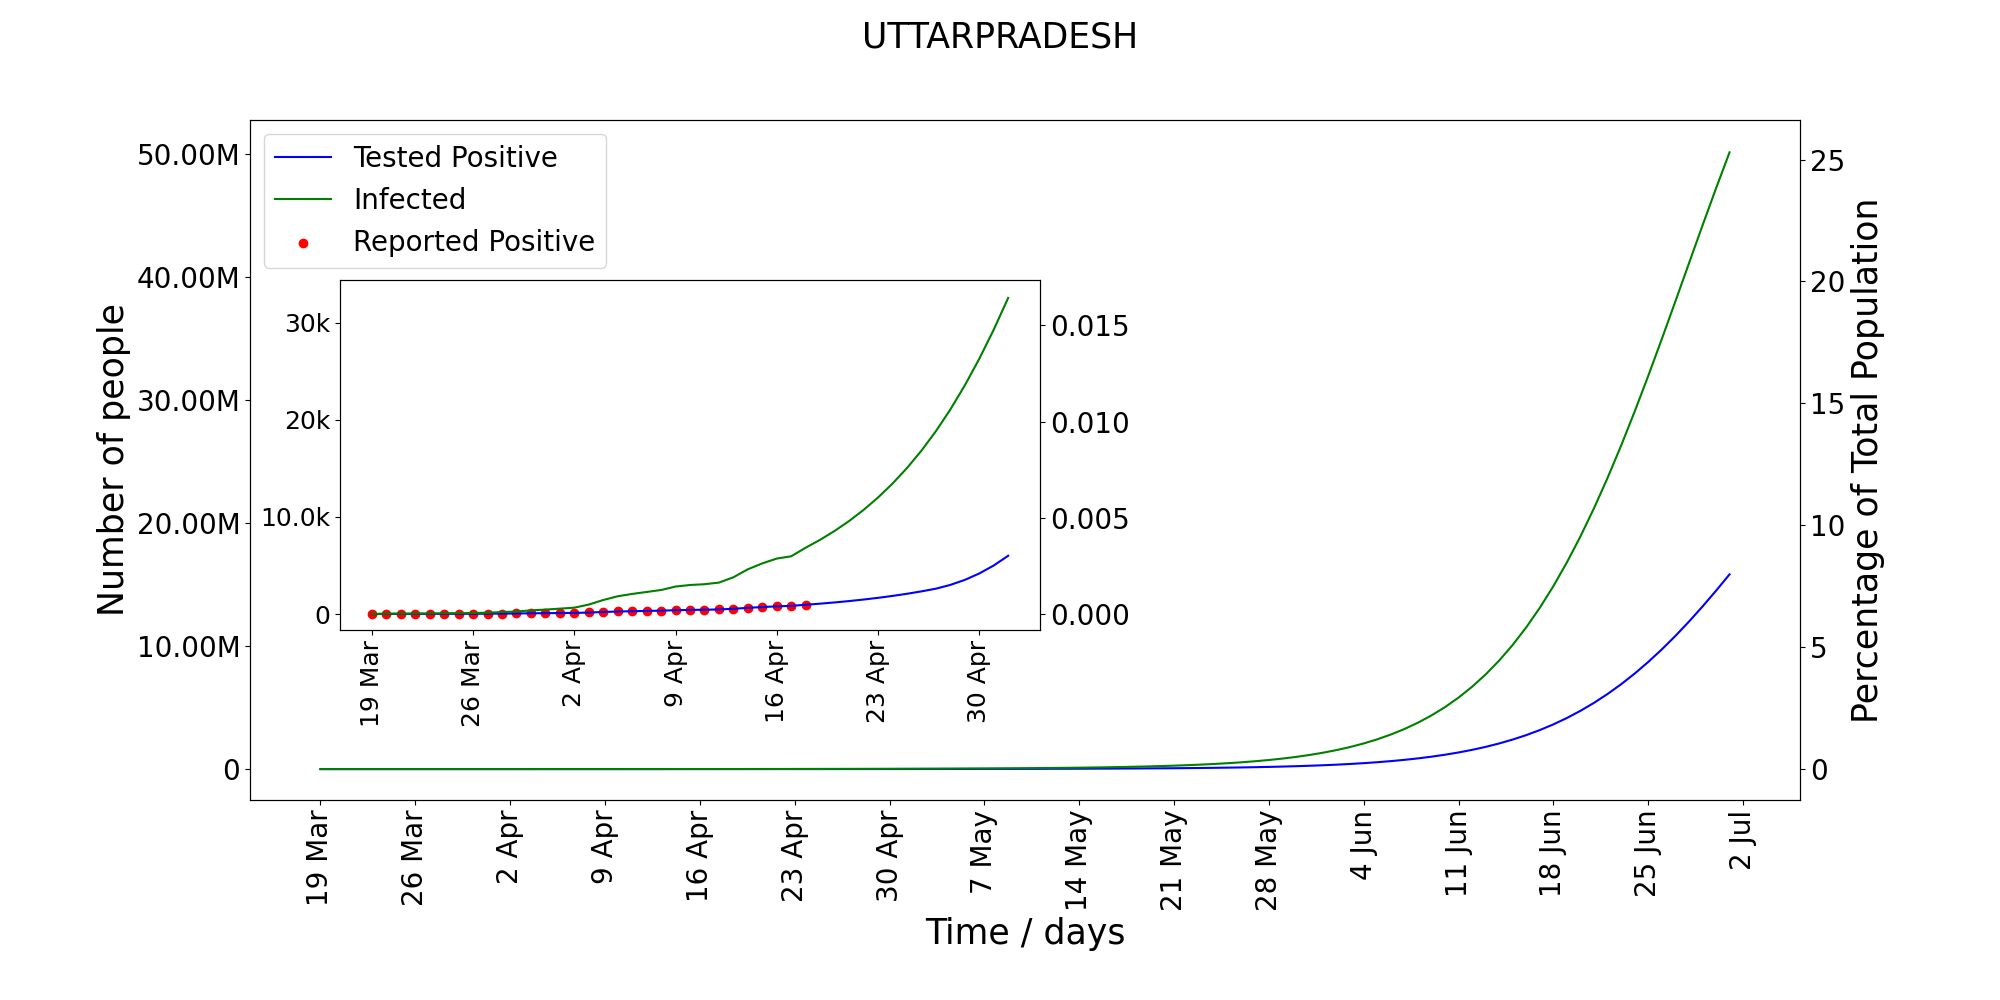 UTTARPRADESH
Tested Positive
Infected
Reported Positive
Number of people
50.00M
40.00M
30.00M
20.00M
10.00M
0
30k
20k
10.0k
0
0.015
0.010
0.005
0.000
19 Mar
26 Mar
2 Apr
9 Apr
16 Apr
23 Apr
30 Apr
25
20
15
10
5
0
Percentage of Total Population
19 Mar
26 Mar
2 Apr
9 Apr
16 Apr
23 Apr
30 Apr
7 May
14 May
21 May
28 May
4 Jun
11 Jun
18 Jun
25 Jun
2 Jul
Time / days